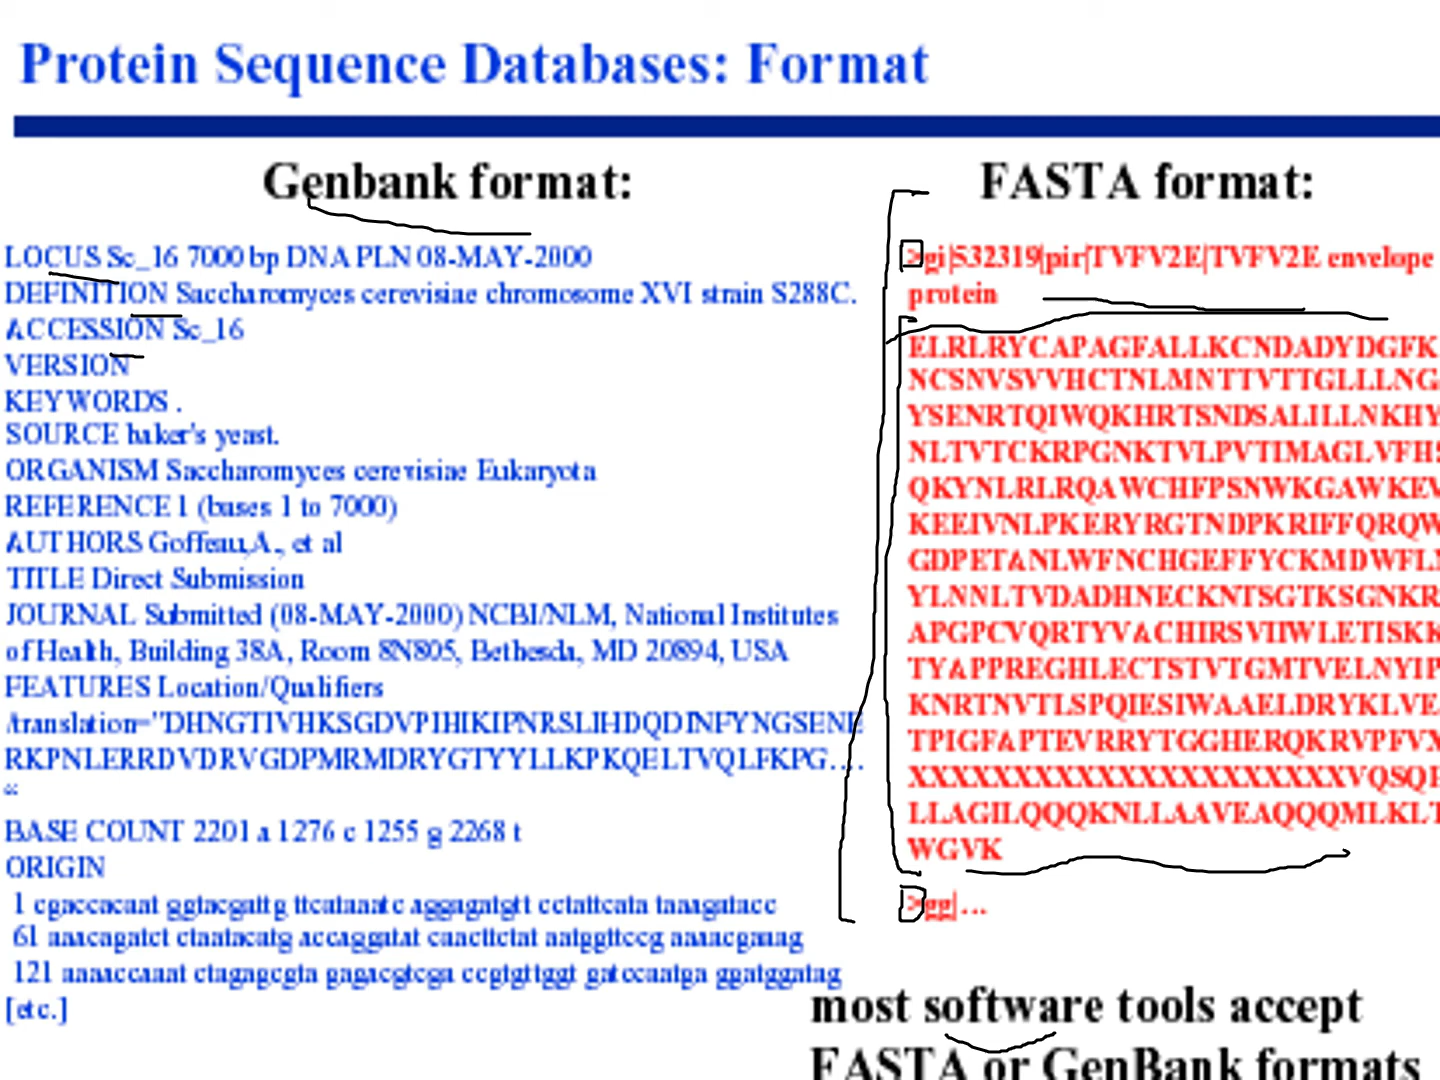 Protein Sequence Databases: Format
Genbank format:
LOCUS Sc_16 7000 bp DNA PLN 08-MAY-2000
DEFINITION Saccharomyces cerevisiae chromosome XVI strain S288C.
ACCESSION Sc_16
VERSION
KEYWORDS .
SOURCE baker's yeast.
ORGANISM Saccharomyces cerevisiae Eukaryota
REFERENCE 1 (bases 1 to 7000)
AUTHORS Goffeau,A., et al
TITLE Direct Submission
JOURNAL Submitted (08-MAY-2000) NCBI/NLM, National Institutes
of Health, Building 38A, Room 8N805, Bethesda, MD 20894, USA
FEATURES Location/Qualifiers
/translation="DHNGTIVHKSGDVPIHIKIPNRSLIHDQDINFYNGSENE
RKPNLERRDVDRVGDPMRMDRYGTYYLLKPKQELTVQLFKPG....
“
BASE COUNT 2201 a 1276 c 1255 g 2268 t
ORIGIN
1 cgaccacaat ggtacgattg ttcataaatc aggagatgtt cctattcata taaagatacc
61 aaacagatct ctaatacatg accaggatat caacttctat aatggttccg aaaacgaaag
121 aaaaccaaat ctagagcgta gagacgtcga ccgtgttggt gatccaatga ggatggatag
[etc.]
FASTA format:
>gi|532319|pir|TVFV2E|TVFV2E envelope
protein
ELRLRYCAPAGFALLKCNDADYDGFK
NCSNVSVVHCTNLMNTTVTTGLLLNG
YSENRTQIWQKHRTSNDSALILLNKHY
NLTVTCKRPGNKTVLPVTIMAGLVFHS
QKYNLRLRQAWCHFPSNWKGAWKEV
KEEIVNLPKERYRGTNDPKRIFFQRQW
GDPETANLWFNCHGEFFYCKMDWFLN
YLNNLTVDADHNECKNTSGTKSGNKR
APGPCVQRTYVACHIRSVIIWLETISKK
TYAPPREGHLECTSTVTGMTVELNYIP
KNRTNVTLSPQIESIWAAELDRYKLVE
TPIGFAPTEVRRYTGGHERQKRVPFVX
XXXXXXXXXXXXXXXXXXXXXXVQSQH
LLAGILQQQKNLLAAVEAQQQMLKLT
WGVK
>gg|...
most software tools accept
FASTA or GenBank formats